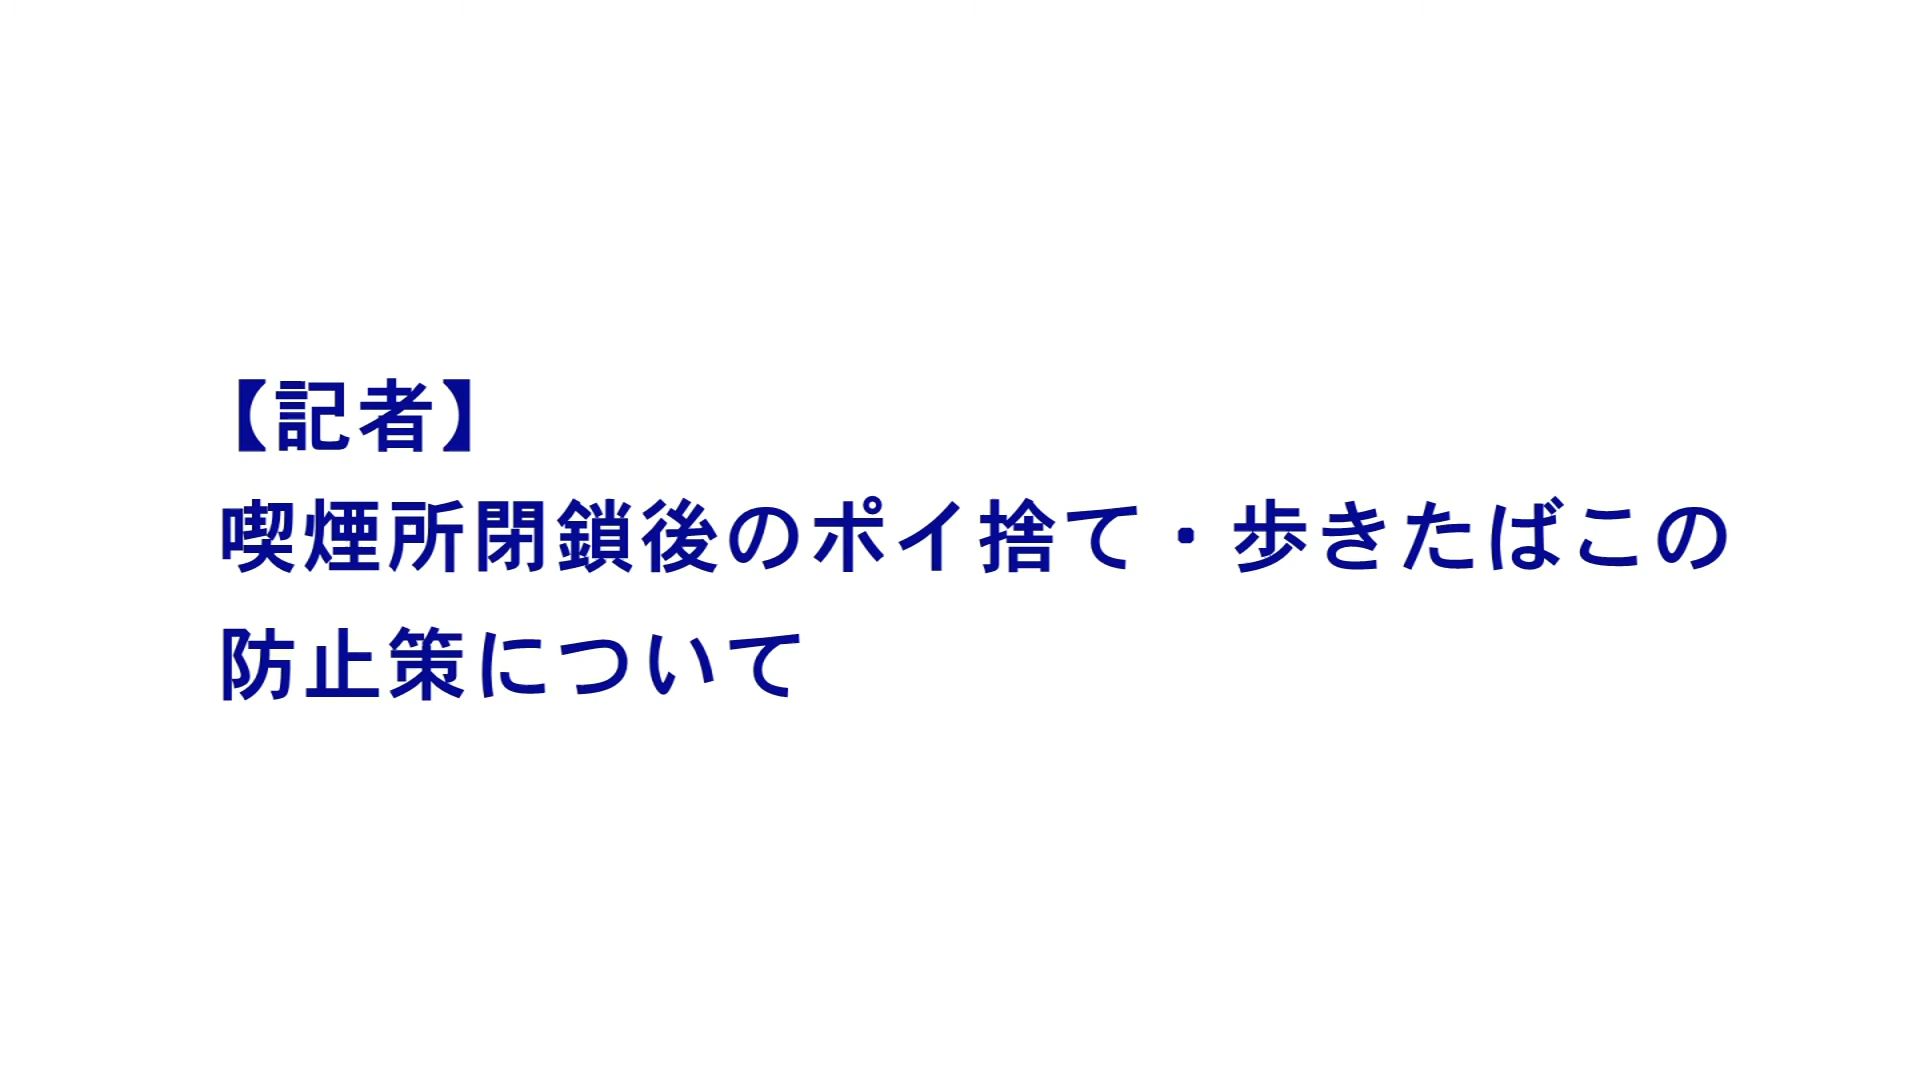 【記者】
喫煙所閉鎖後のポイ捨て・歩きたばこの
防止策について